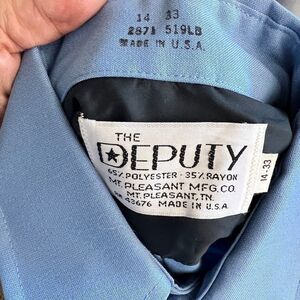 14 33
2871 519LB
MADE IN U.S.A.
THE
DEPUTY
65% POLYESTER - 35% RAYON
MT. PLEASANT MFG. CO.
MT. PLEASANT, TN.
43676 MADE IN U.S.A.
14-33